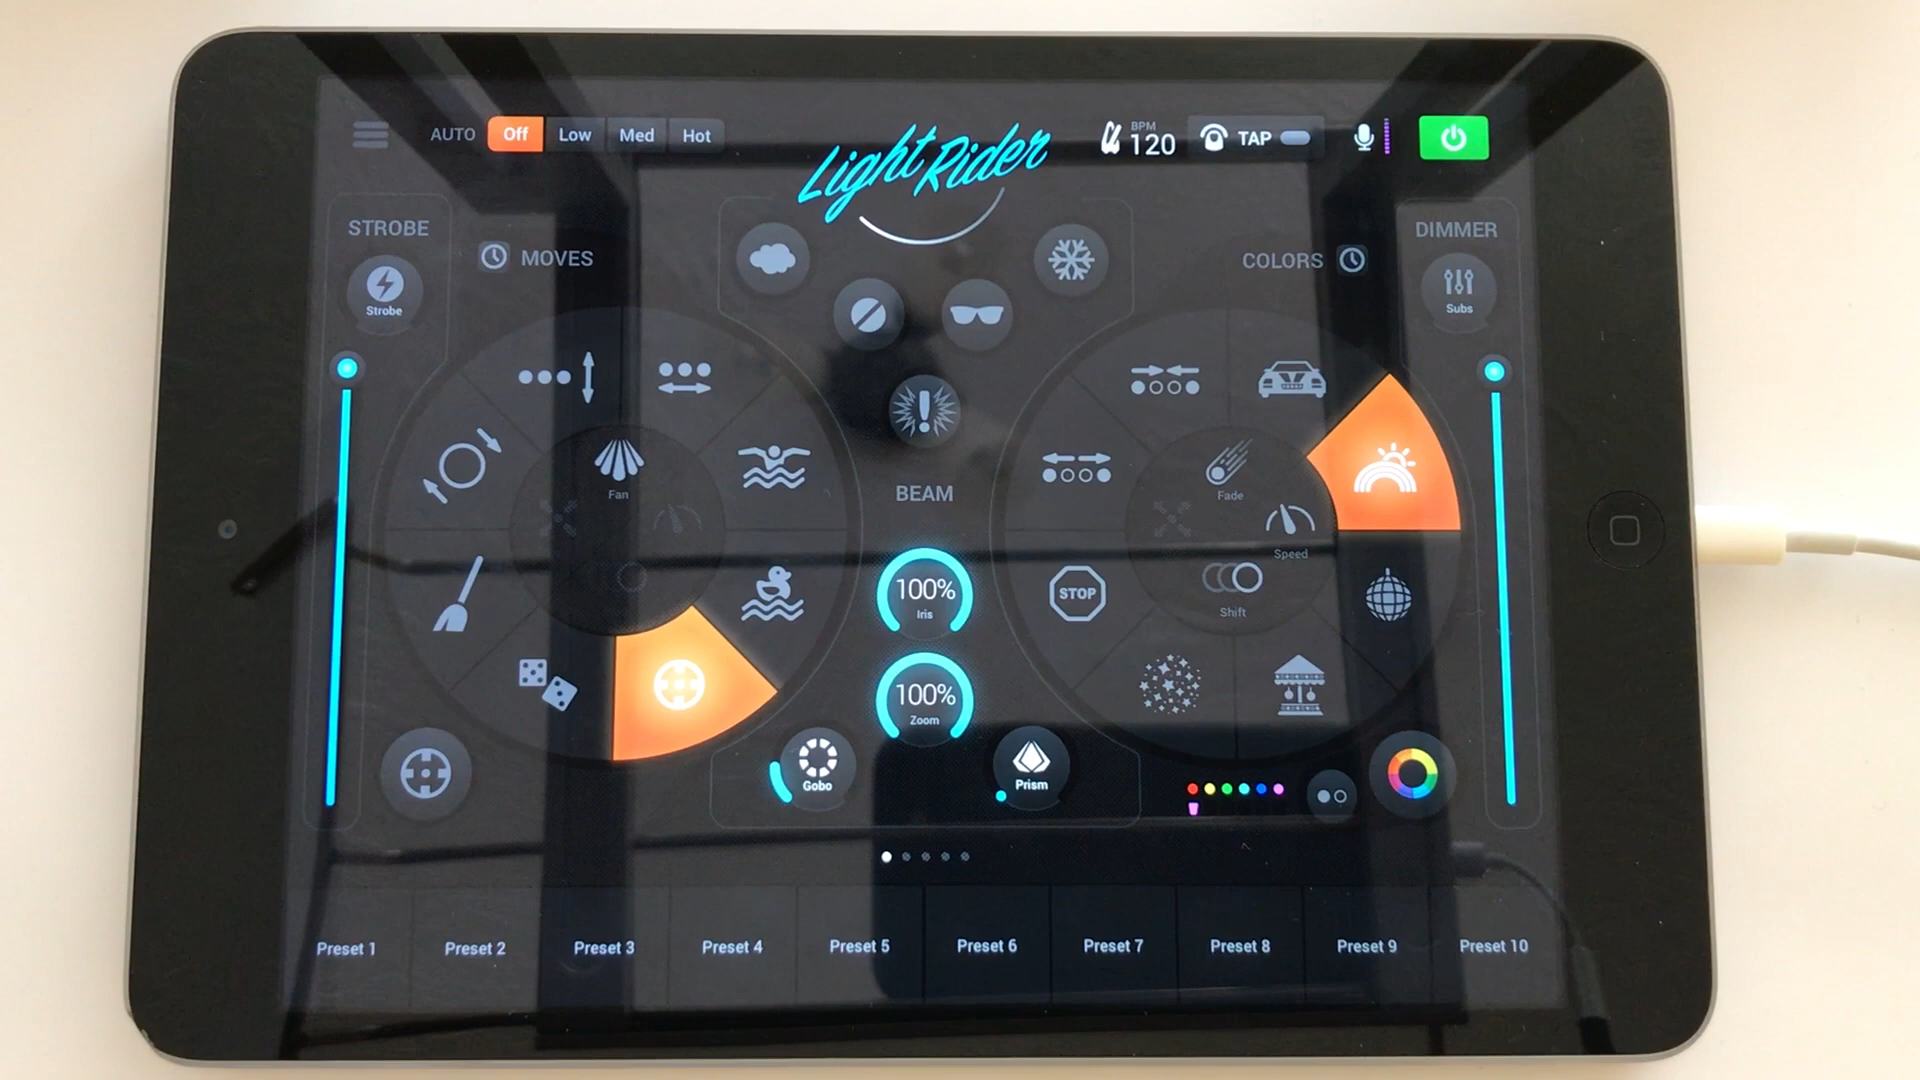 AUTO Off Low Med Hot
Light Rider
BPM
120
TAP
STROBE
Strobe
MOVES
COLORS
DIMMER
Subs
Fan
BEAM
Fade
Speed
STOP
Shift
100%
Iris
100%
Zoom
Gobo
Prism
Preset 1 Preset 2 Preset 3 Preset 4 Preset 5 Preset 6 Preset 7 Preset 8 Preset 9 Preset 10